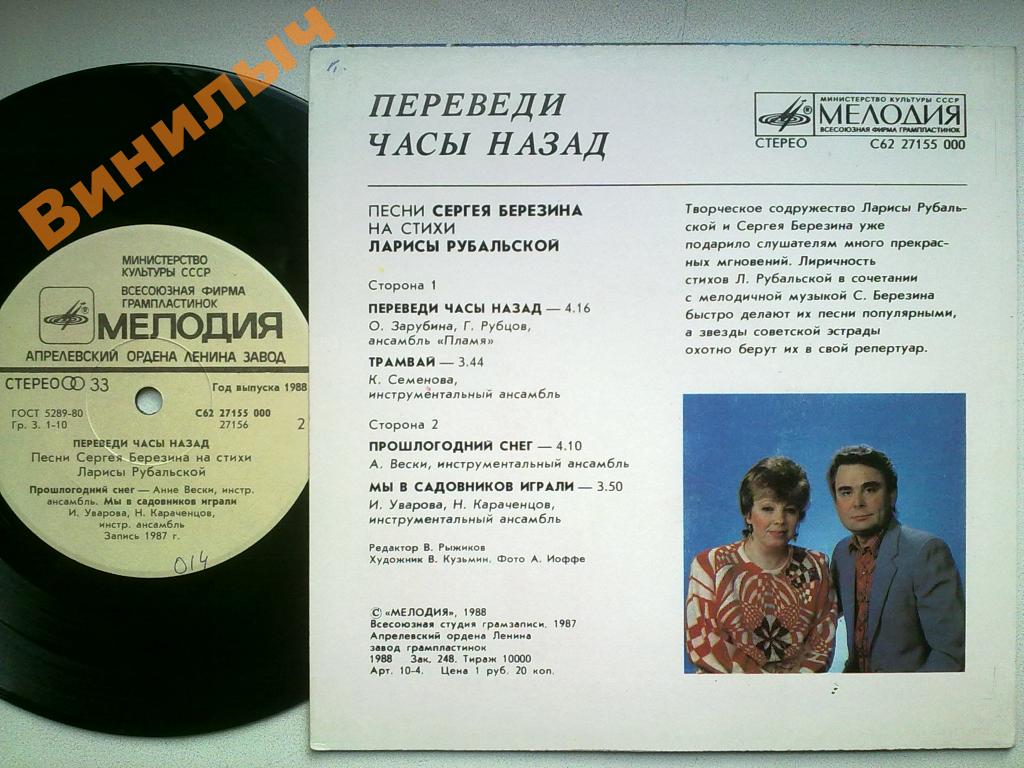 Винилыч
МИНИСТЕРСТВО
КУЛЬТУРЫ СССР
ВСЕСОЮЗНАЯ ФИРМА
ГРАМПЛАСТИНОК
МЕЛОДИЯ
АПРЕЛЕВСКИЙ ОРДЕНА ЛЕНИНА ЗАВОД
СТЕРЕО 33
Год выпуска 1988
ГОСТ 5289-80
Гр. 3. 1-10
С62 27155 000
27156
2
ПЕРЕВЕДИ ЧАСЫ НАЗАД
Песни Сергея Березина на стихи
Ларисы Рубальской
Прошлогодний снег — Анне Вески, инстр.
ансамбль. Мы в садовников играли
И. Уварова, Н. Караченцов,
инстр. ансамбль
Запись 1987 г.
014
ПЕРЕВЕДИ
ЧАСЫ НАЗАД
МИНИСТЕРСТВО КУЛЬТУРЫ СССР
МЕЛОДИЯ
ВСЕСОЮЗНАЯ ФИРМА ГРАМПЛАСТИНОК
СТЕРЕО С62 27155 000
ПЕСНИ СЕРГЕЯ БЕРЕЗИНА
НА СТИХИ
ЛАРИСЫ РУБАЛЬСКОЙ
Сторона 1
ПЕРЕВЕДИ ЧАСЫ НАЗАД — 4.16
О. Зарубина, Г. Рубцов,
ансамбль «Пламя»
ТРАМВАЙ — 3.44
К. Семенова,
инструментальный ансамбль
Сторона 2
ПРОШЛОГОДНИЙ СНЕГ — 4.10
А. Вески, инструментальный ансамбль
МЫ В САДОВНИКОВ ИГРАЛИ — 3.50
И. Уварова, Н. Караченцов,
инструментальный ансамбль
Редактор В. Рыжиков
Художник В. Кузьмин. Фото А. Иоффе
© «МЕЛОДИЯ», 1988
Всесоюзная студия грамзаписи, 1987
Апрелевский ордена Ленина
завод грампластинок
1988 Зак. 248. Тираж 10000
Арт. 10-4. Цена 1 руб. 20 коп.
Творческое содружество Ларисы Рубаль-
ской и Сергея Березина уже
подарило слушателям много прекрас-
ных мгновений. Лиричность
стихов Л. Рубальской в сочетании
с мелодичной музыкой С. Березина
быстро делают их песни популярными,
а звезды советской эстрады
охотно берут их в свой репертуар.